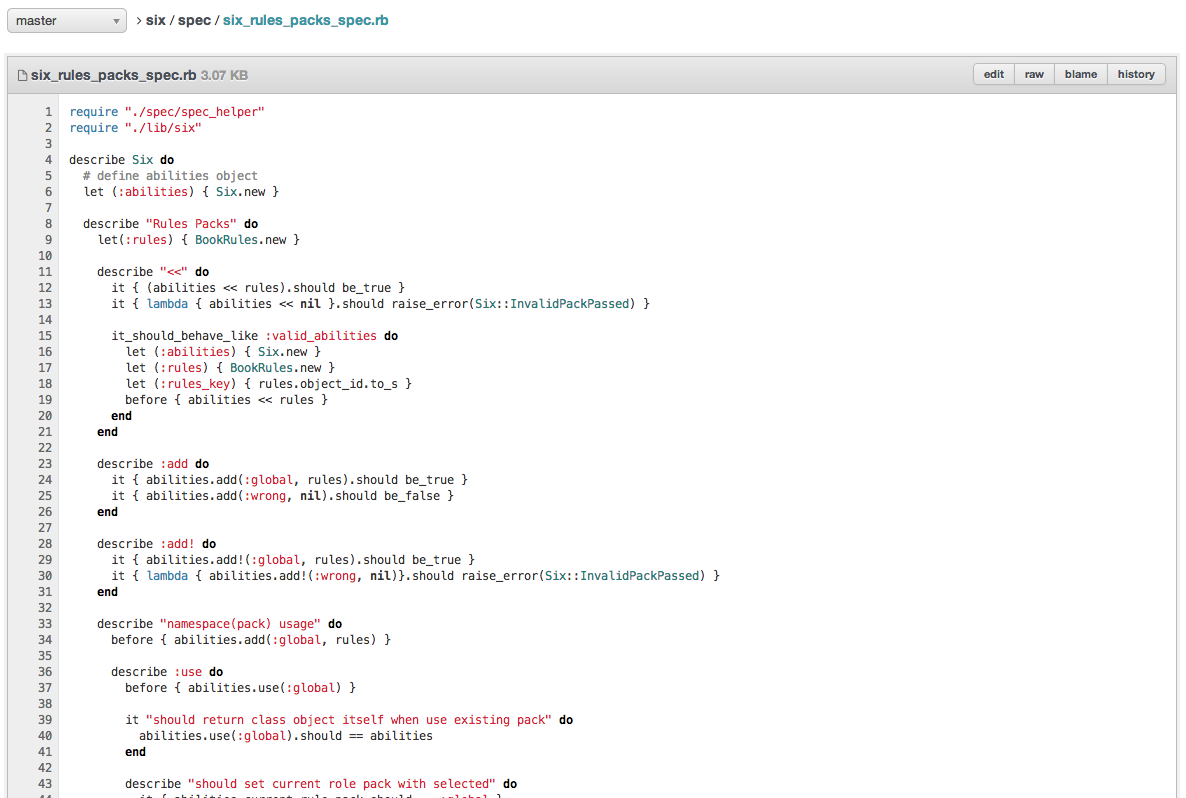 master > six / spec / six_rules_packs_spec.rb
six_rules_packs_spec.rb 3.07 KB edit raw blame history
1 require "./spec/spec_helper"
2 require "./lib/six"
3
4 describe Six do
5   # define abilities object
6   let (:abilities) { Six.new }
7
8   describe "Rules Packs" do
9     let(:rules) { BookRules.new }
10
11     describe "<<" do
12       it { (abilities << rules).should be_true }
13       it { lambda { abilities << nil }.should raise_error(Six::InvalidPackPassed) }
14
15       it_should_behave_like :valid_abilities do
16         let (:abilities) { Six.new }
17         let (:rules) { BookRules.new }
18         let (:rules_key) { rules.object_id.to_s }
19         before { abilities << rules }
20       end
21     end
22
23     describe :add do
24       it { abilities.add(:global, rules).should be_true }
25       it { abilities.add(:wrong, nil).should be_false }
26     end
27
28     describe :add! do
29       it { abilities.add!(:global, rules).should be_true }
30       it { lambda { abilities.add!(:wrong, nil)}.should raise_error(Six::InvalidPackPassed) }
31     end
32
33     describe "namespace(pack) usage" do
34       before { abilities.add(:global, rules) }
35
36       describe :use do
37         before { abilities.use(:global) }
38
39         it "should return class object itself when use existing pack" do
40           abilities.use(:global).should == abilities
41         end
42
43         describe "should set current role pack with selected" do